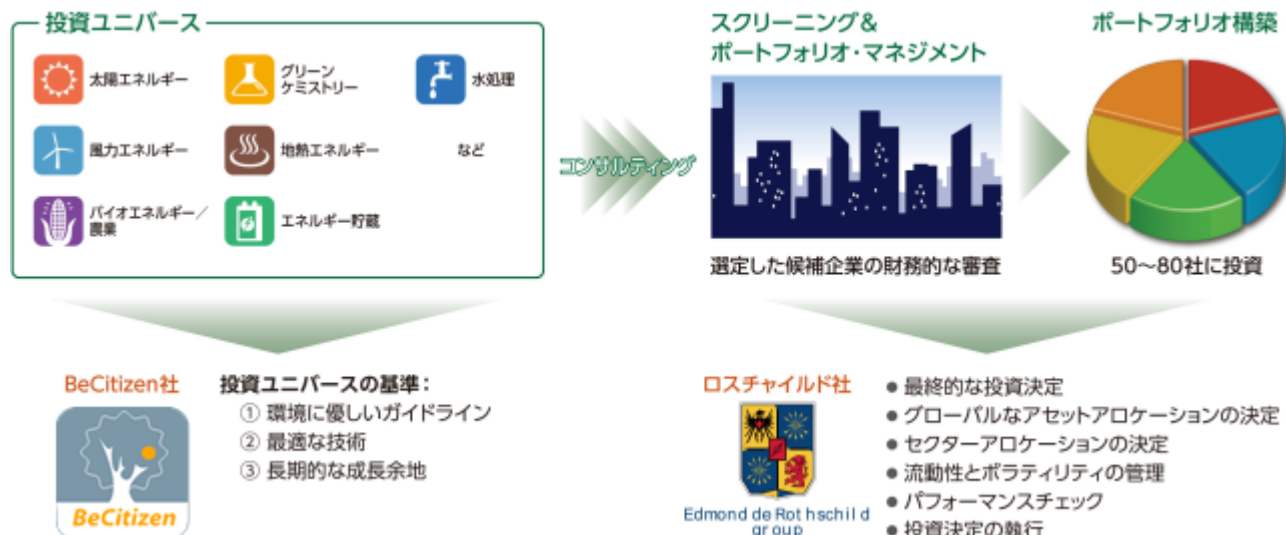 投資ユニバース
太陽エネルギー
グリーン
ケミストリー
水処理
風力エネルギー
地熱エネルギー
など
バイオエネルギー／
農業
エネルギー貯蔵
コンサルティング
スクリーニング＆
ポートフォリオ・マネジメント
選定した候補企業の財務的な審査
ポートフォリオ構築
50〜80社に投資
BeCitizen社
BeCitizen
投資ユニバースの基準：
① 環境に優しいガイドライン
② 最適な技術
③ 長期的な成長余地
ロスチャイルド社
Edmond de Rothschild
group
● 最終的な投資決定
● グローバルなアセットアロケーションの決定
● セクターアロケーションの決定
● 流動性とボラティリティの管理
● パフォーマンスチェック
● 投資決定の執行